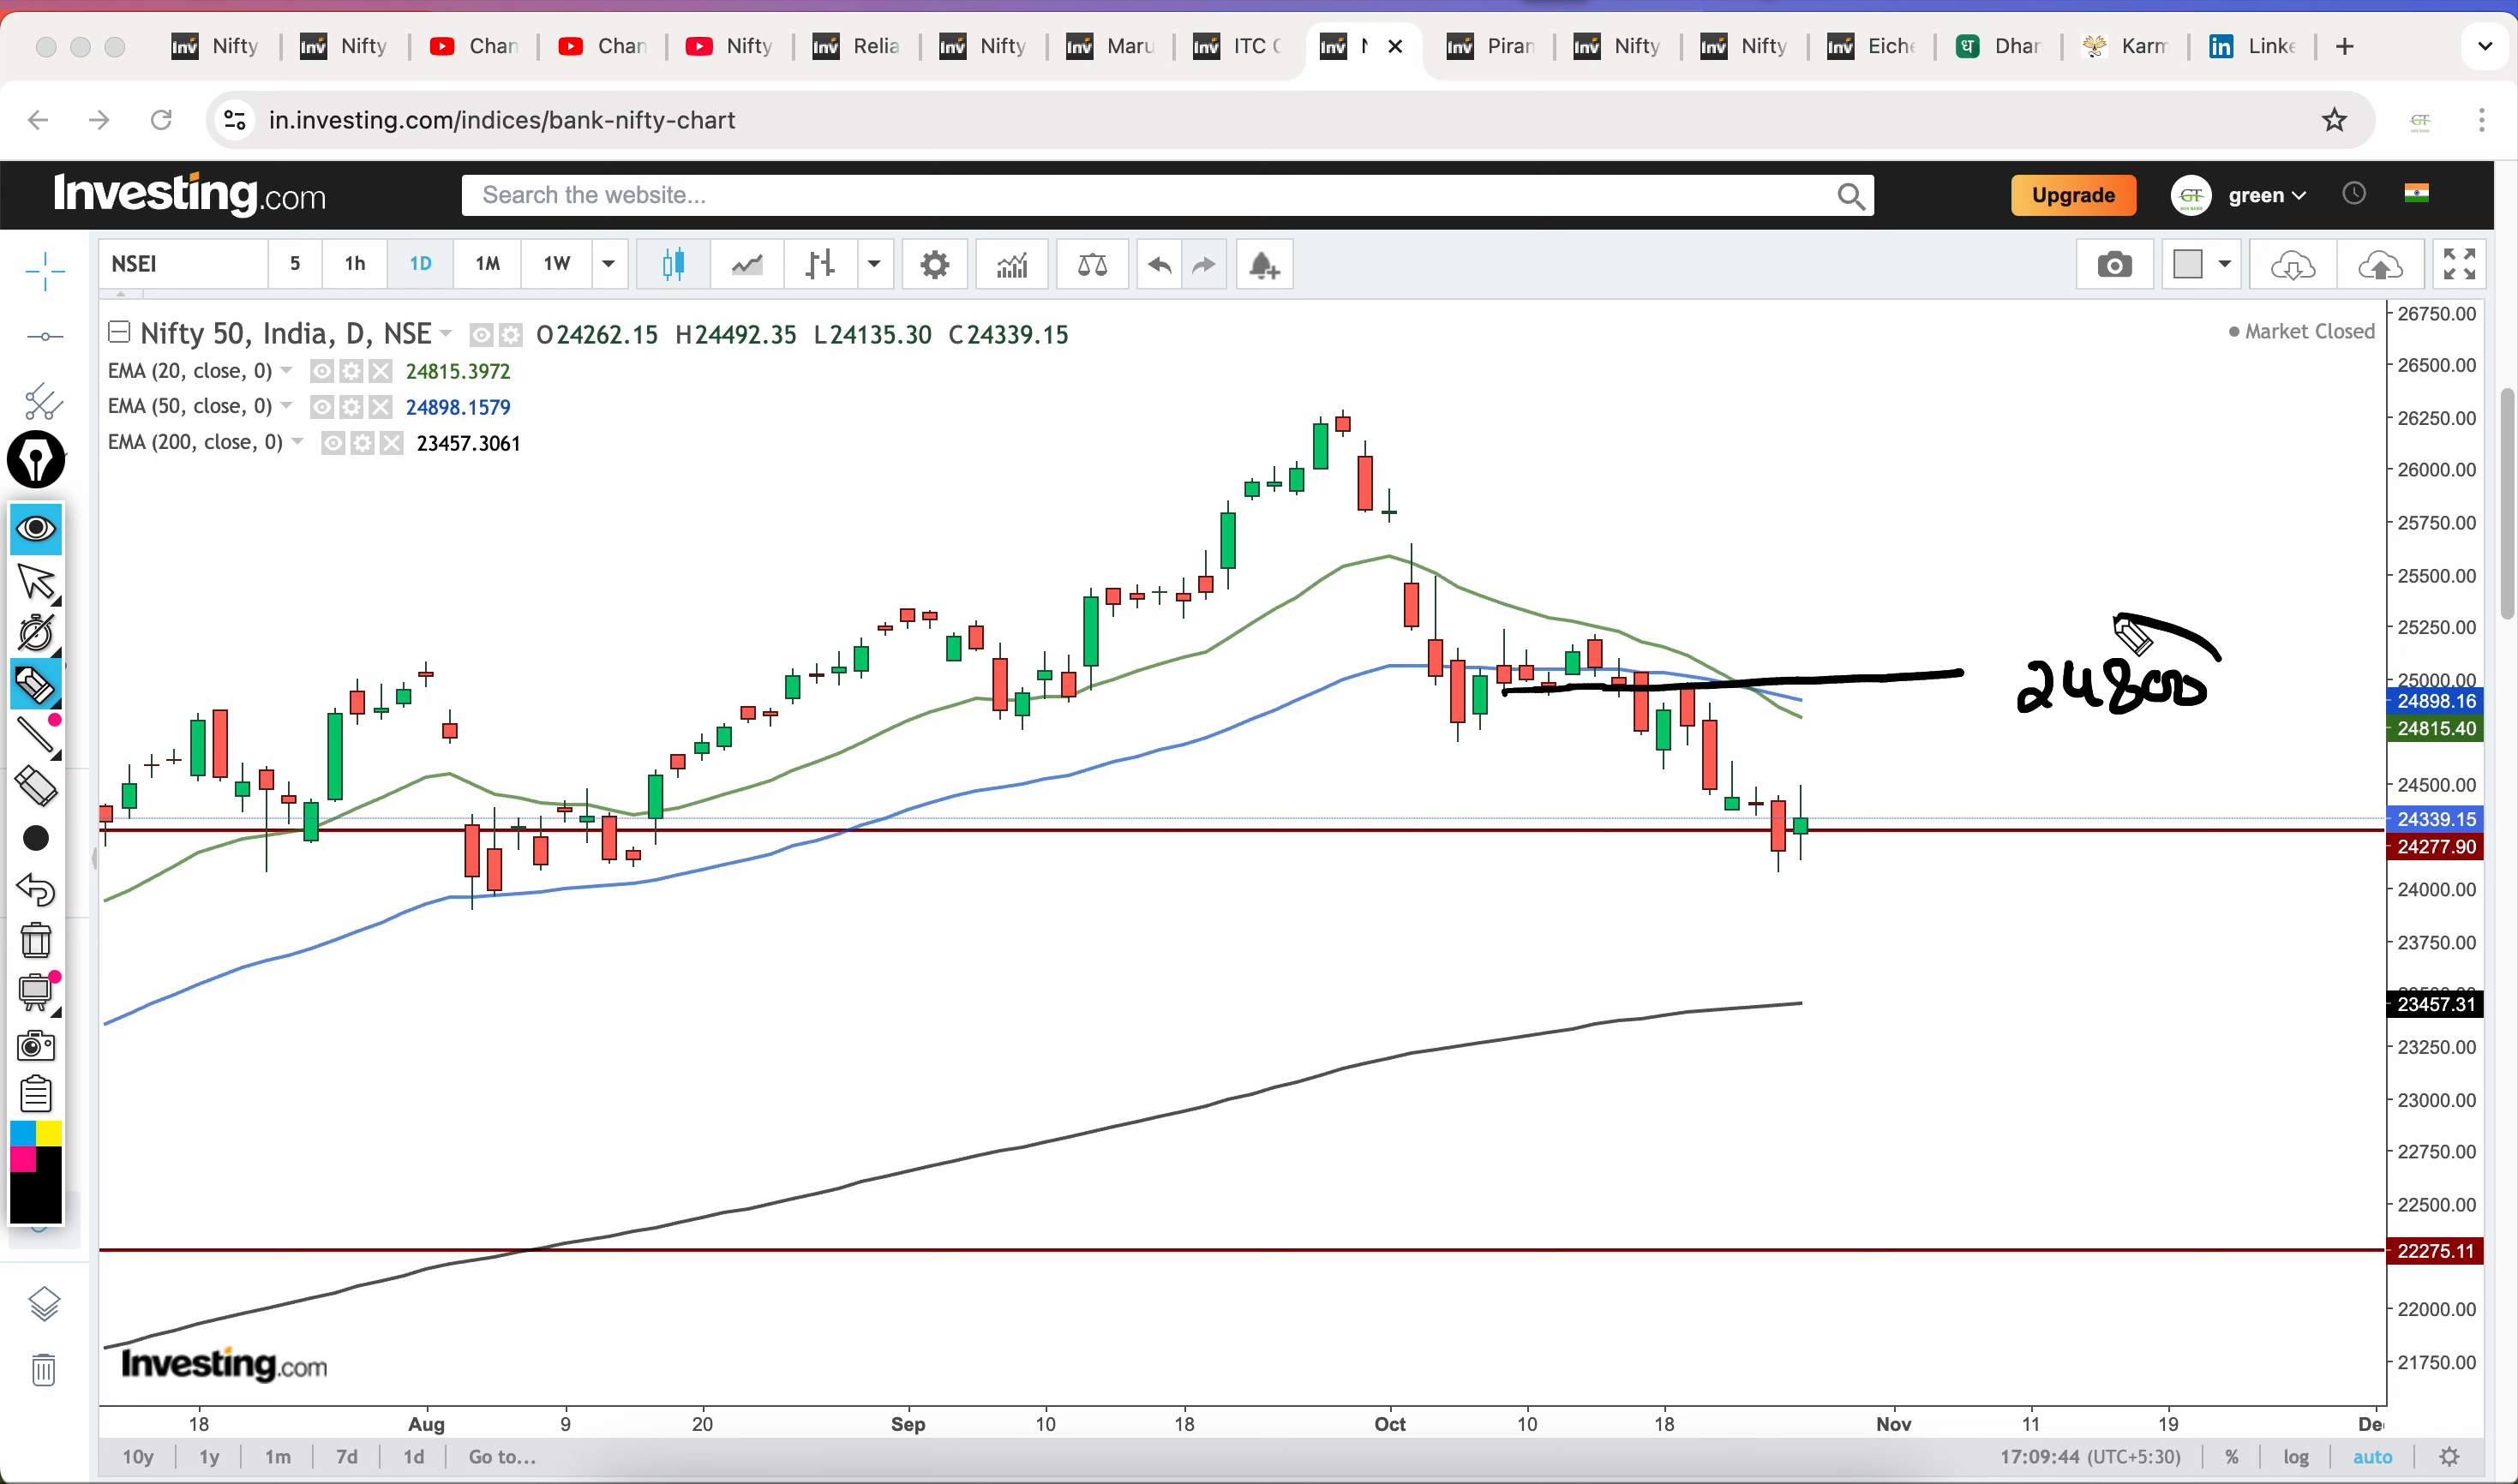 Nifty
Nifty
Chan
Chan
Nifty
Relia
Nifty
Maru
ITC
Piran
Nifty
Nifty
Eiche
Dhar
Karm
Linke
in.investing.com/indices/bank-nifty-chart
Investing.com
Search the website...
Upgrade
green
NSEI
5
1h
1D
1M
1W
Nifty 50, India, D, NSE
O24262.15 H24492.35 L24135.30 C24339.15
Market Closed
EMA (20, close, 0) 24815.3972
EMA (50, close, 0) 24898.1579
EMA (200, close, 0) 23457.3061
26750.00
26500.00
26250.00
26000.00
25750.00
25500.00
25250.00
25000.00
24898.16
24815.40
24500.00
24339.15
24277.90
24000.00
23750.00
23457.31
23250.00
23000.00
22750.00
22500.00
22275.11
22000.00
21750.00
Investing.com
18
Aug
9
20
Sep
10
18
Oct
10
18
Nov
11
19
De
10y
1y
1m
7d
1d
Go to...
17:09:44 (UTC+5:30)
%
log
auto